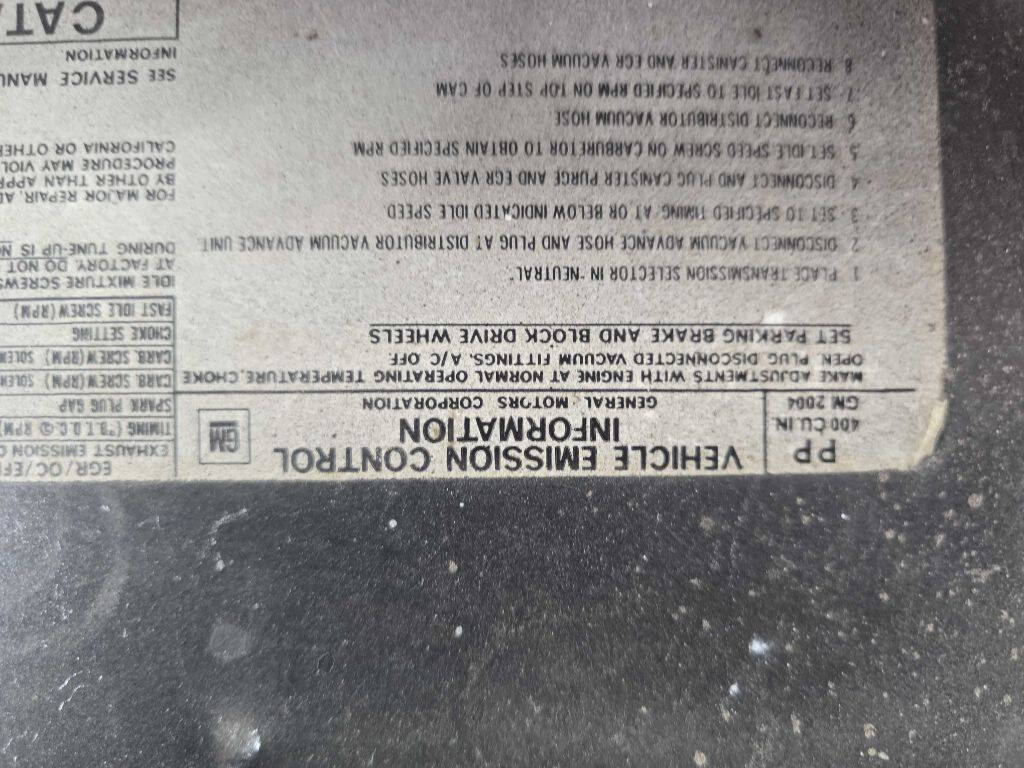 PP
400 CU.IN.
GM 2004
VEHICLE EMISSION CONTROL
INFORMATION
GENERAL MOTORS CORPORATION
GM
MAKE ADJUSTMENTS WITH ENGINE AT NORMAL OPERATING TEMPERATURE, CHOKE
OPEN, PLUG DISCONNECTED VACUUM FITTINGS, A/C OFF.
SET PARKING BRAKE AND BLOCK DRIVE WHEELS
1 PLACE TRANSMISSION SELECTOR IN "NEUTRAL".
2. DISCONNECT VACUUM ADVANCE HOSE AND PLUG AT DISTRIBUTOR VACUUM ADVANCE UNIT
3. SET TO SPECIFIED TIMING AT OR BELOW INDICATED IDLE SPEED
4. DISCONNECT AND PLUG CANISTER PURGE AND EGR VALVE HOSES
5. SET IDLE SPEED SCREW ON CARBURETOR TO OBTAIN SPECIFIED RPM
6 RECONNECT DISTRIBUTOR VACUUM HOSE
7. SET FAST IDLE TO SPECIFIED RPM ON TOP STEP OF CAM
8 RECONNECT CANISTER AND EGR VACUUM HOSES
EGR/OC/EF
EXHAUST EMISSION
TIMING (°B.T.D.C.@ RPM)
SPARK PLUG GAP
CARB. SCREW(RPM) SOLEN
CARB. SCREW(RPM) SOLEN
CHOKE SETTING
FAST IDLE SCREW(RPM)
IDLE MIXTURE SCREWS
AT FACTORY. DO NOT
DURING TUNE-UP IS N
FOR MAJOR REPAIR, AD
BY OTHER THAN APPR
PROCEDURE MAY VIOL
CALIFORNIA OR OTHER
SEE SERVICE MANU
INFORMATION.
CATA